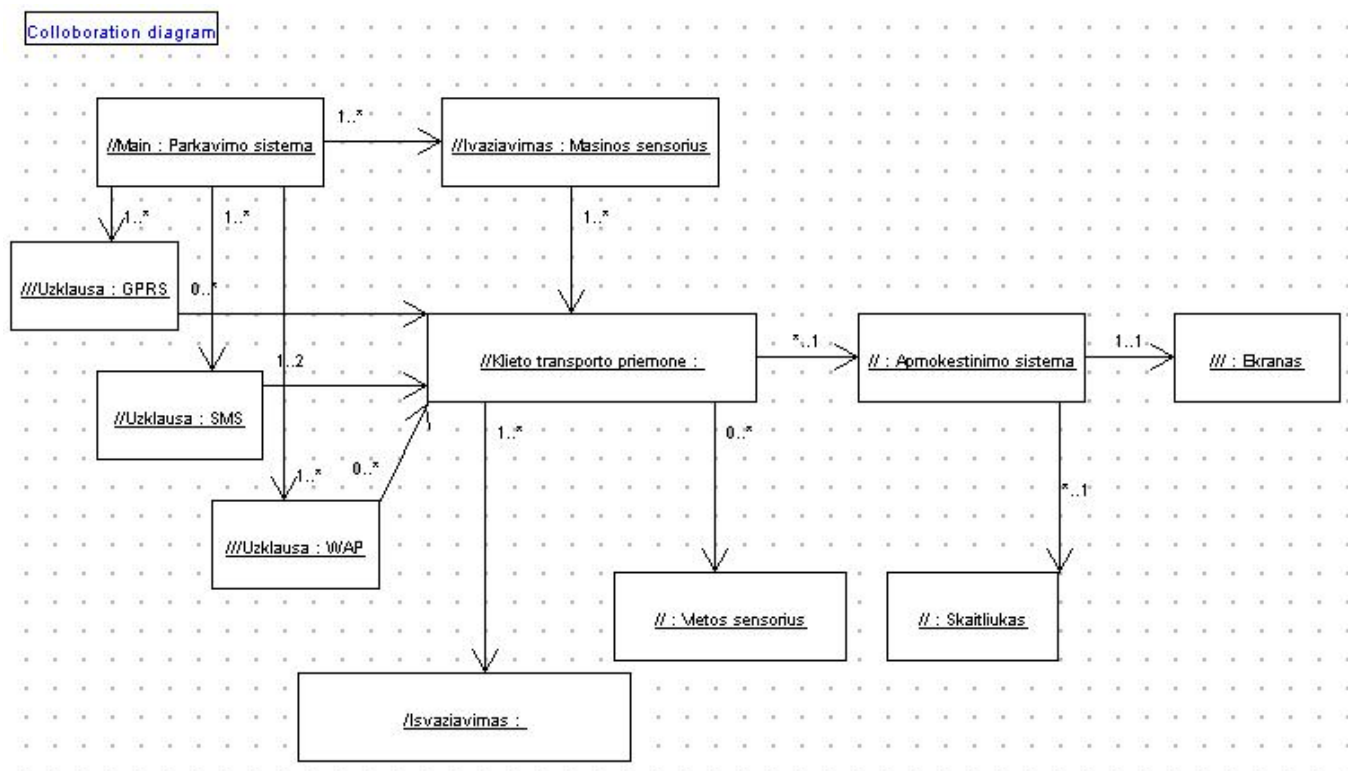 Colloboration diagram
//Main : Parkavimo sistema
1..*
//Ivaziavimas : Masinos sensorius
1..*
1..*
1..*
///Uzklausa : GPRS
0..*
//Klieto transporto priemone :
*..1
// : Apmokestinimo sistema
1..1
/// : Ekranas
1..2
//Uzklausa : SMS
1..*
0..*
1..*
0..*
*..1
///Uzklausa : WAP
// : Vietos sensorius
// : Skaitliukas
/Isvaziavimas :